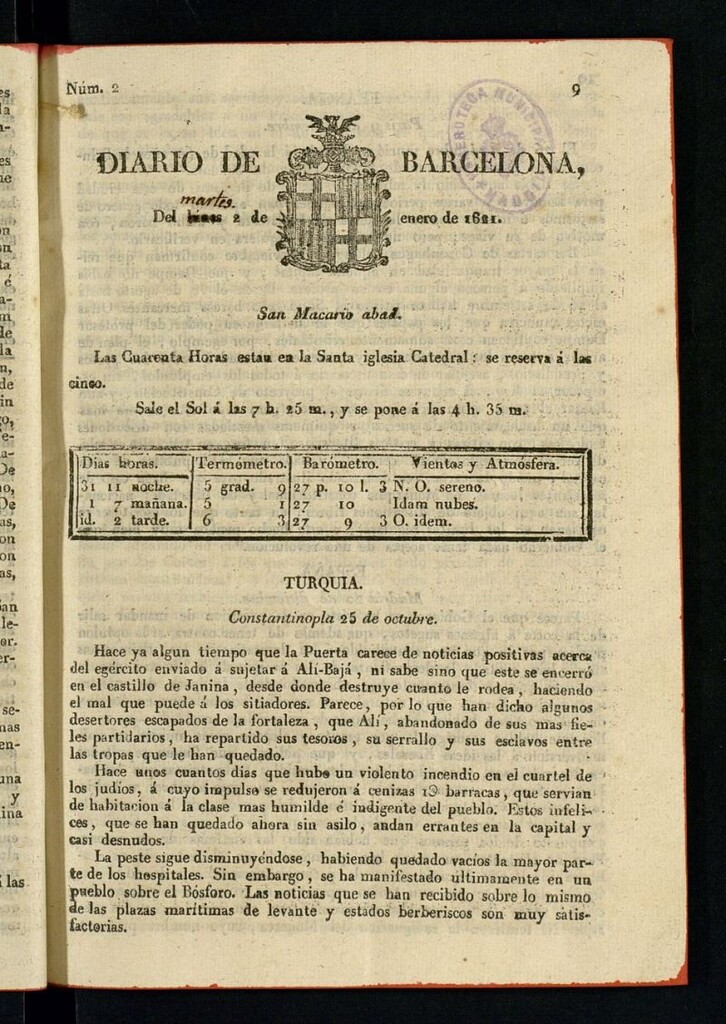 Núm. 2
9
HEMEROTECA MUNICIPAL
MADRID
DIARIO DE BARCELONA,
martes.
Del lunes 2 de enero de 1821.
San Macario abad.
Las Cuarenta Horas estan en la Santa iglesia Catedral: se reserva á las
cinco.
Sale el Sol á las 7 h. 25 m., y se pone á las 4 h. 35 m.
Dias horas. Termómetro. Barómetro. Vientos y Atmósfera.
31 11 noche. 5 grad. 9 27 p. 10 l. 3 N. O. sereno.
1 7 mañana. 5 1 27 10 Idam nubes.
id. 2 tarde. 6 3 27 9 3 O. idem.
TURQUIA.
Constantinopla 25 de octubre.
Hace ya algun tiempo que la Puerta carece de noticias positivas acerca
del egército enviado á sujetar á Alí-Bajá, ni sabe sino que este se encerró
en el castillo de Janina, desde donde destruye cuanto le rodea, haciendo
el mal que puede á los sitiadores. Parece, por lo que han dicho algunos
desertores escapados de la fortaleza, que Alí, abandonado de sus mas fie-
les partidarios, ha repartido sus tesoros, su serrallo y sus esclavos entre
las tropas que le han quedado.
Hace unos cuantos dias que hubo un violento incendio en el cuartel de
los judíos, á cuyo impulso se redujeron á cenizas barracas, que servian
de habitacion á la clase mas humilde é indigente del pueblo. Estos infeli-
ces, que se han quedado ahora sin asilo, andan errantes en la capital y
casi desnudos.
La peste sigue disminuyéndose, habiendo quedado vacíos la mayor par-
te de los hospitales. Sin embargo, se ha manifestado ultimamente en un
pueblo sobre el Bósforo. Las noticias que se han recibido sobre lo mismo
de las plazas marítimas de levante y estados berberiscos son muy satis-
factorias.